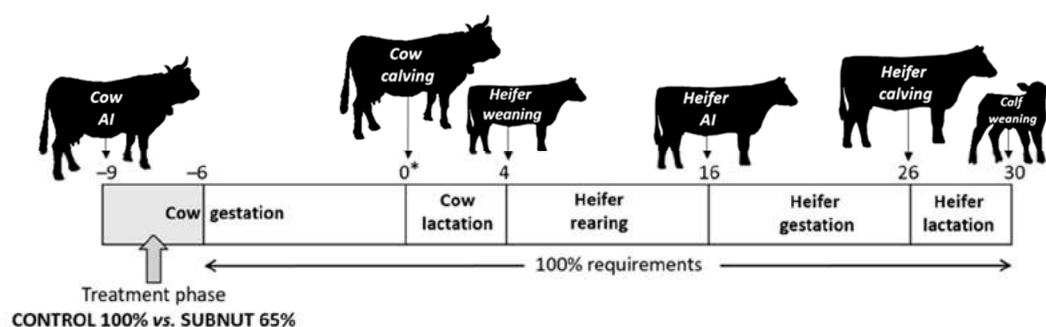 Cow
AI
Cow
calving
Heifer
weaning
Heifer
AI
Heifer
calving
Calf
weaning
–9
–6
0*
4
16
26
30
Cow gestation
Cow
lactation
Heifer
rearing
Heifer
gestation
Heifer
lactation
100% requirements
Treatment phase
CONTROL 100% vs. SUBNUT 65%